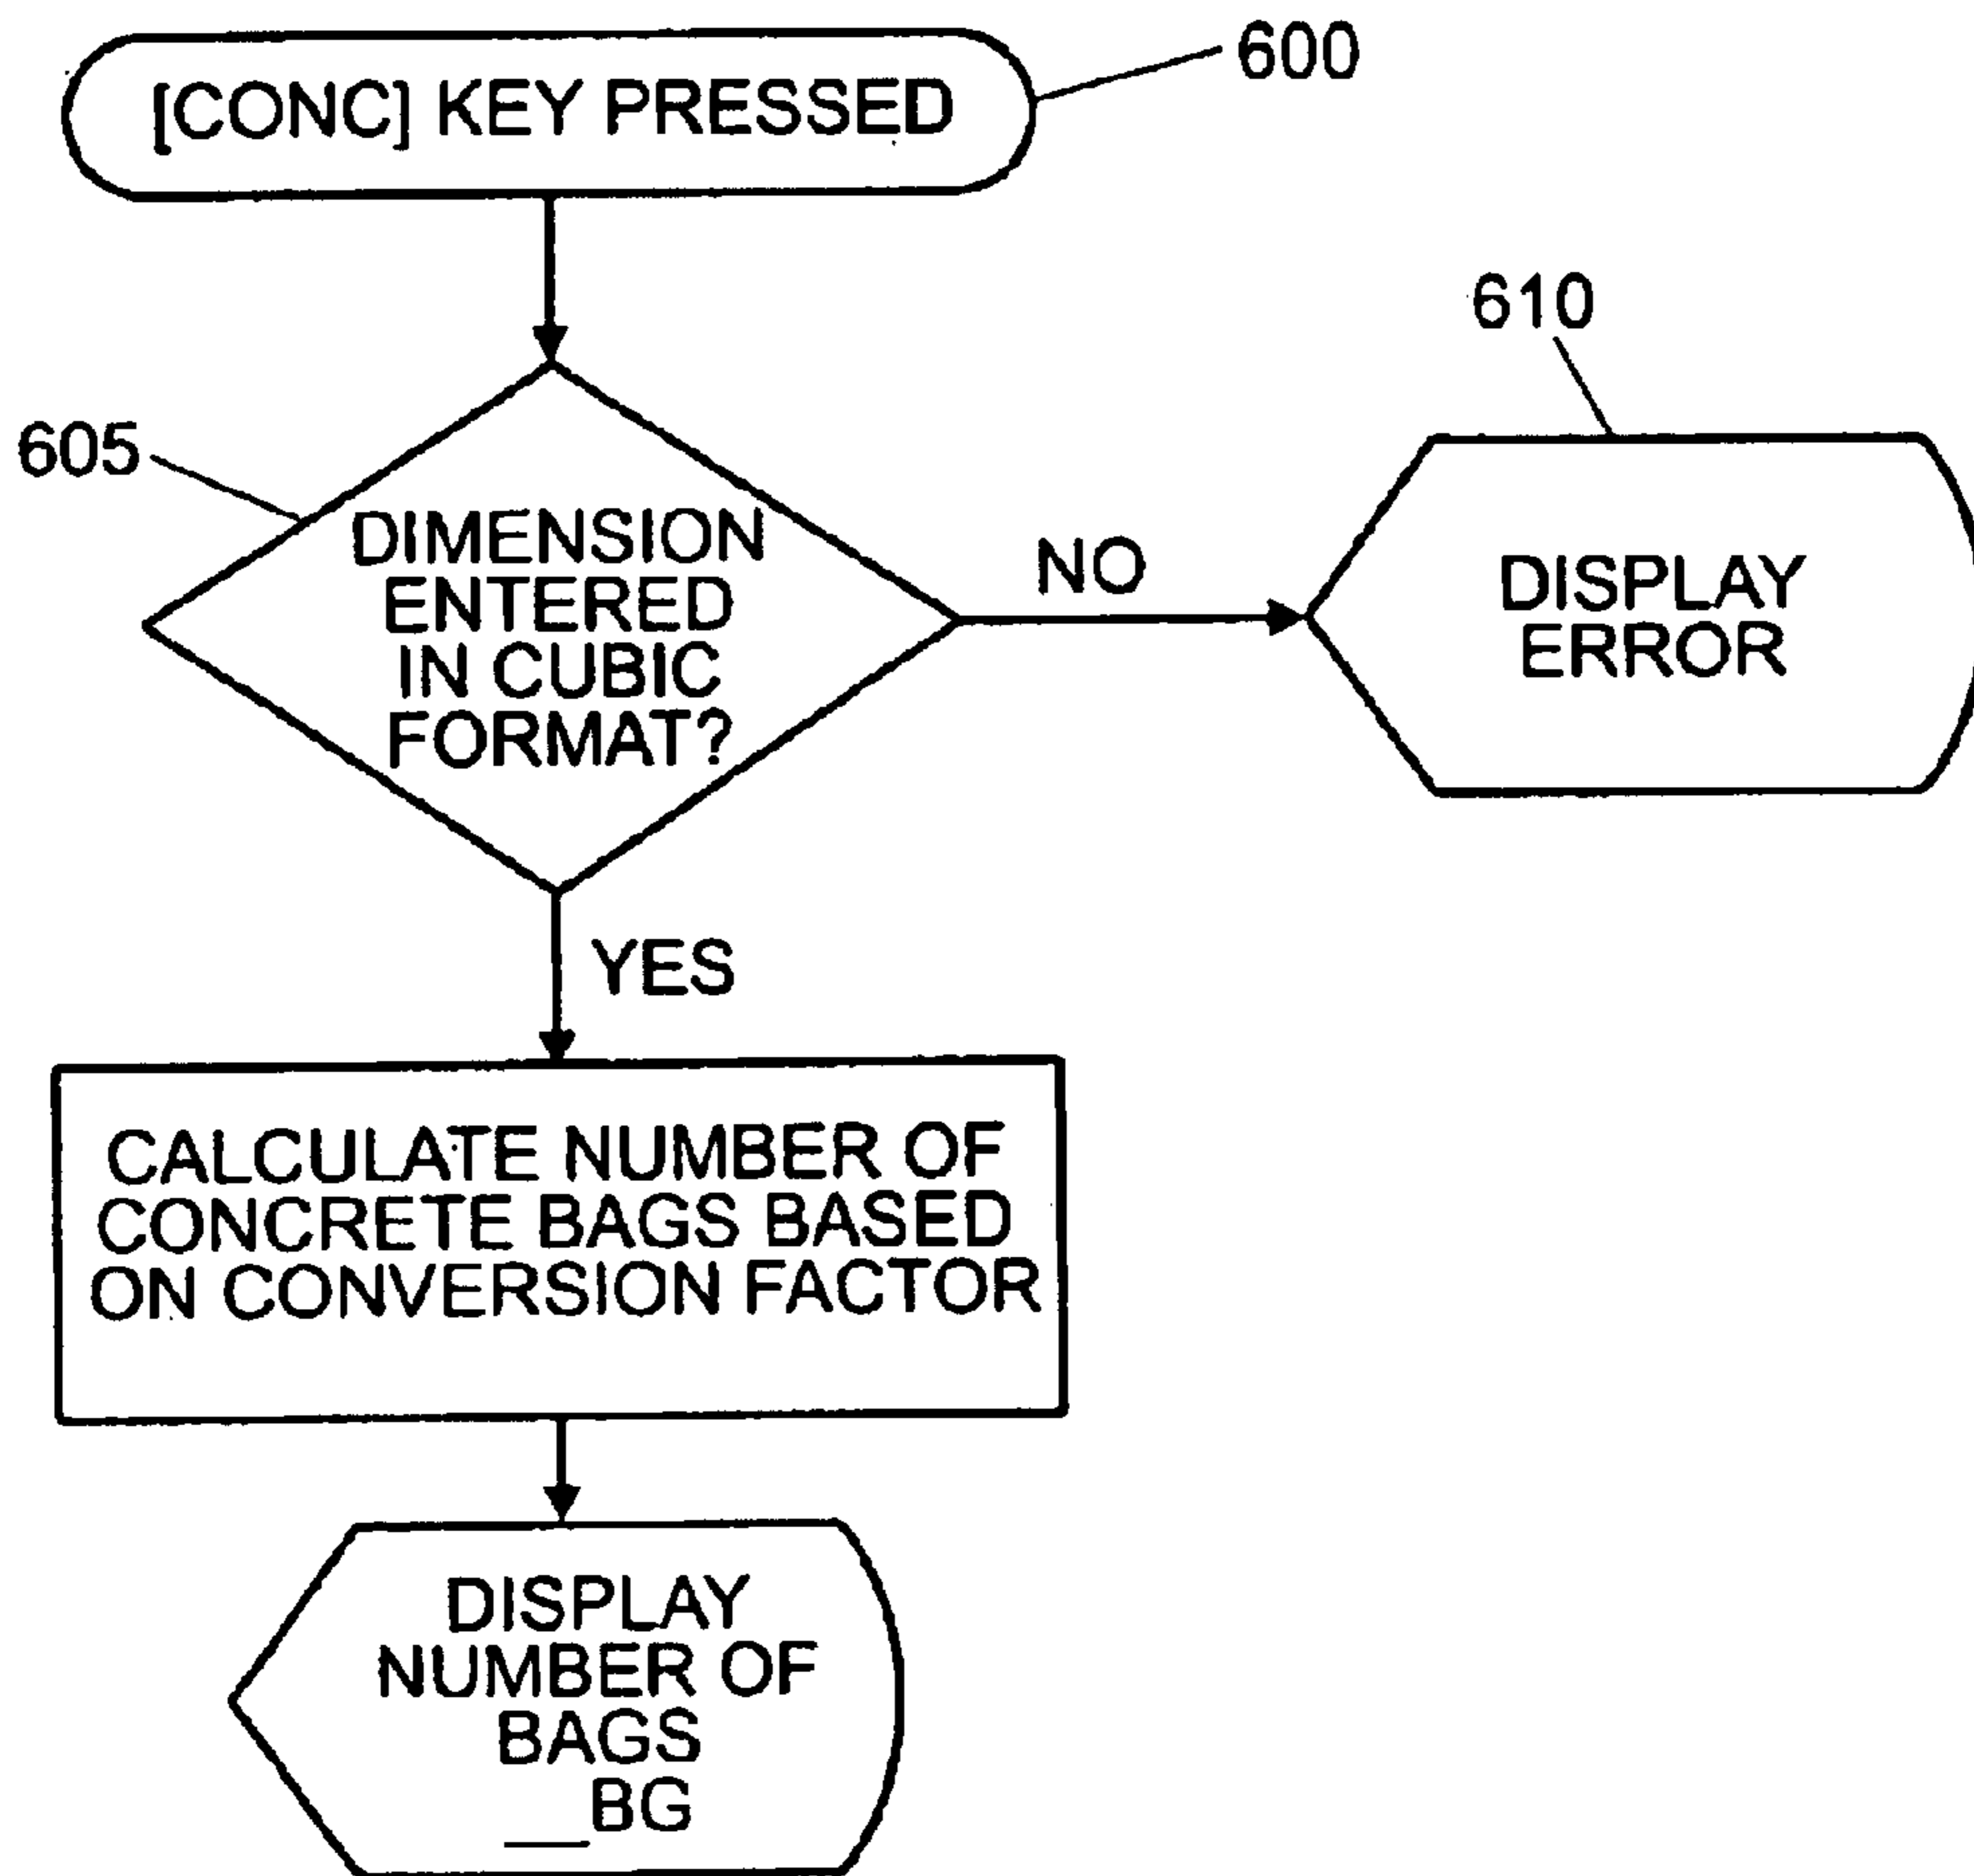 [CONC] KEY PRESSED
600
610
605
DIMENSION
ENTERED
IN CUBIC
FORMAT?
NO
DISPLAY
ERROR
YES
CALCULATE NUMBER OF
CONCRETE BAGS BASED
ON CONVERSION FACTOR
DISPLAY
NUMBER OF
BAGS
___BG